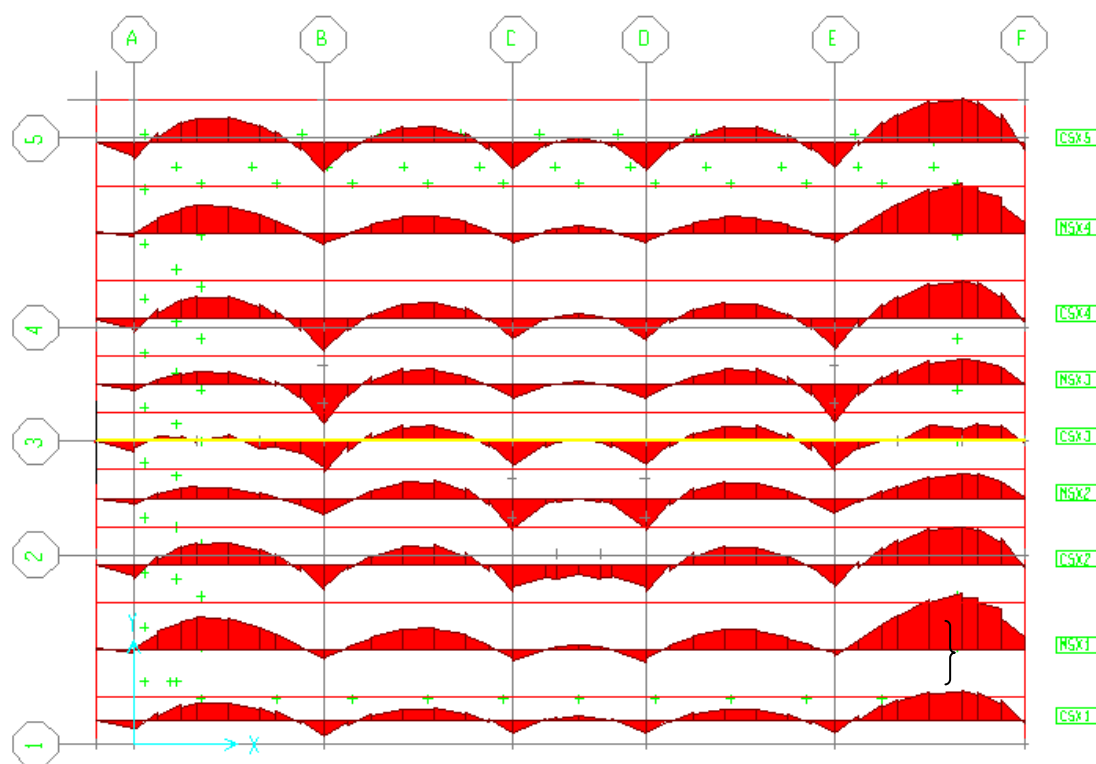 A B C D E F
5 CSX5
MSX4
4 CSX4
MSX3
3 CSX3
MSX2
2 CSX2
Y
MSX1
CSX1
1 X